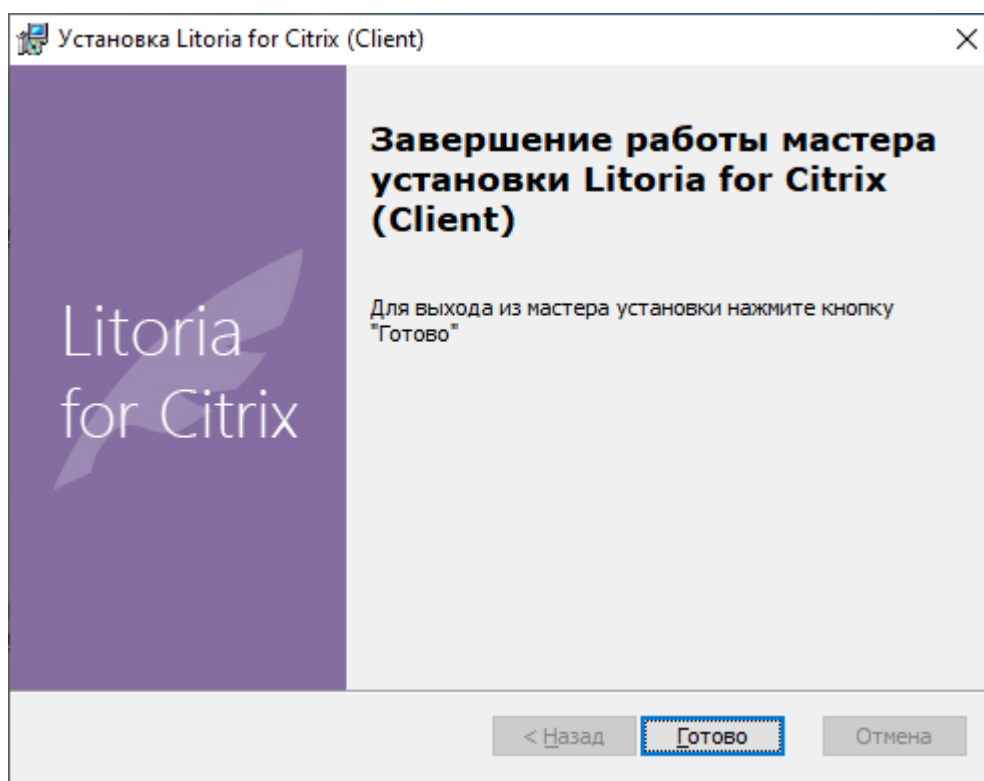 Установка Litoria for Citrix (Client)
Завершение работы мастера
установки Litoria for Citrix
(Client)
Для выхода из мастера установки нажмите кнопку
"Готово"
Litoria
for Citrix
< Назад
Готово
Отмена